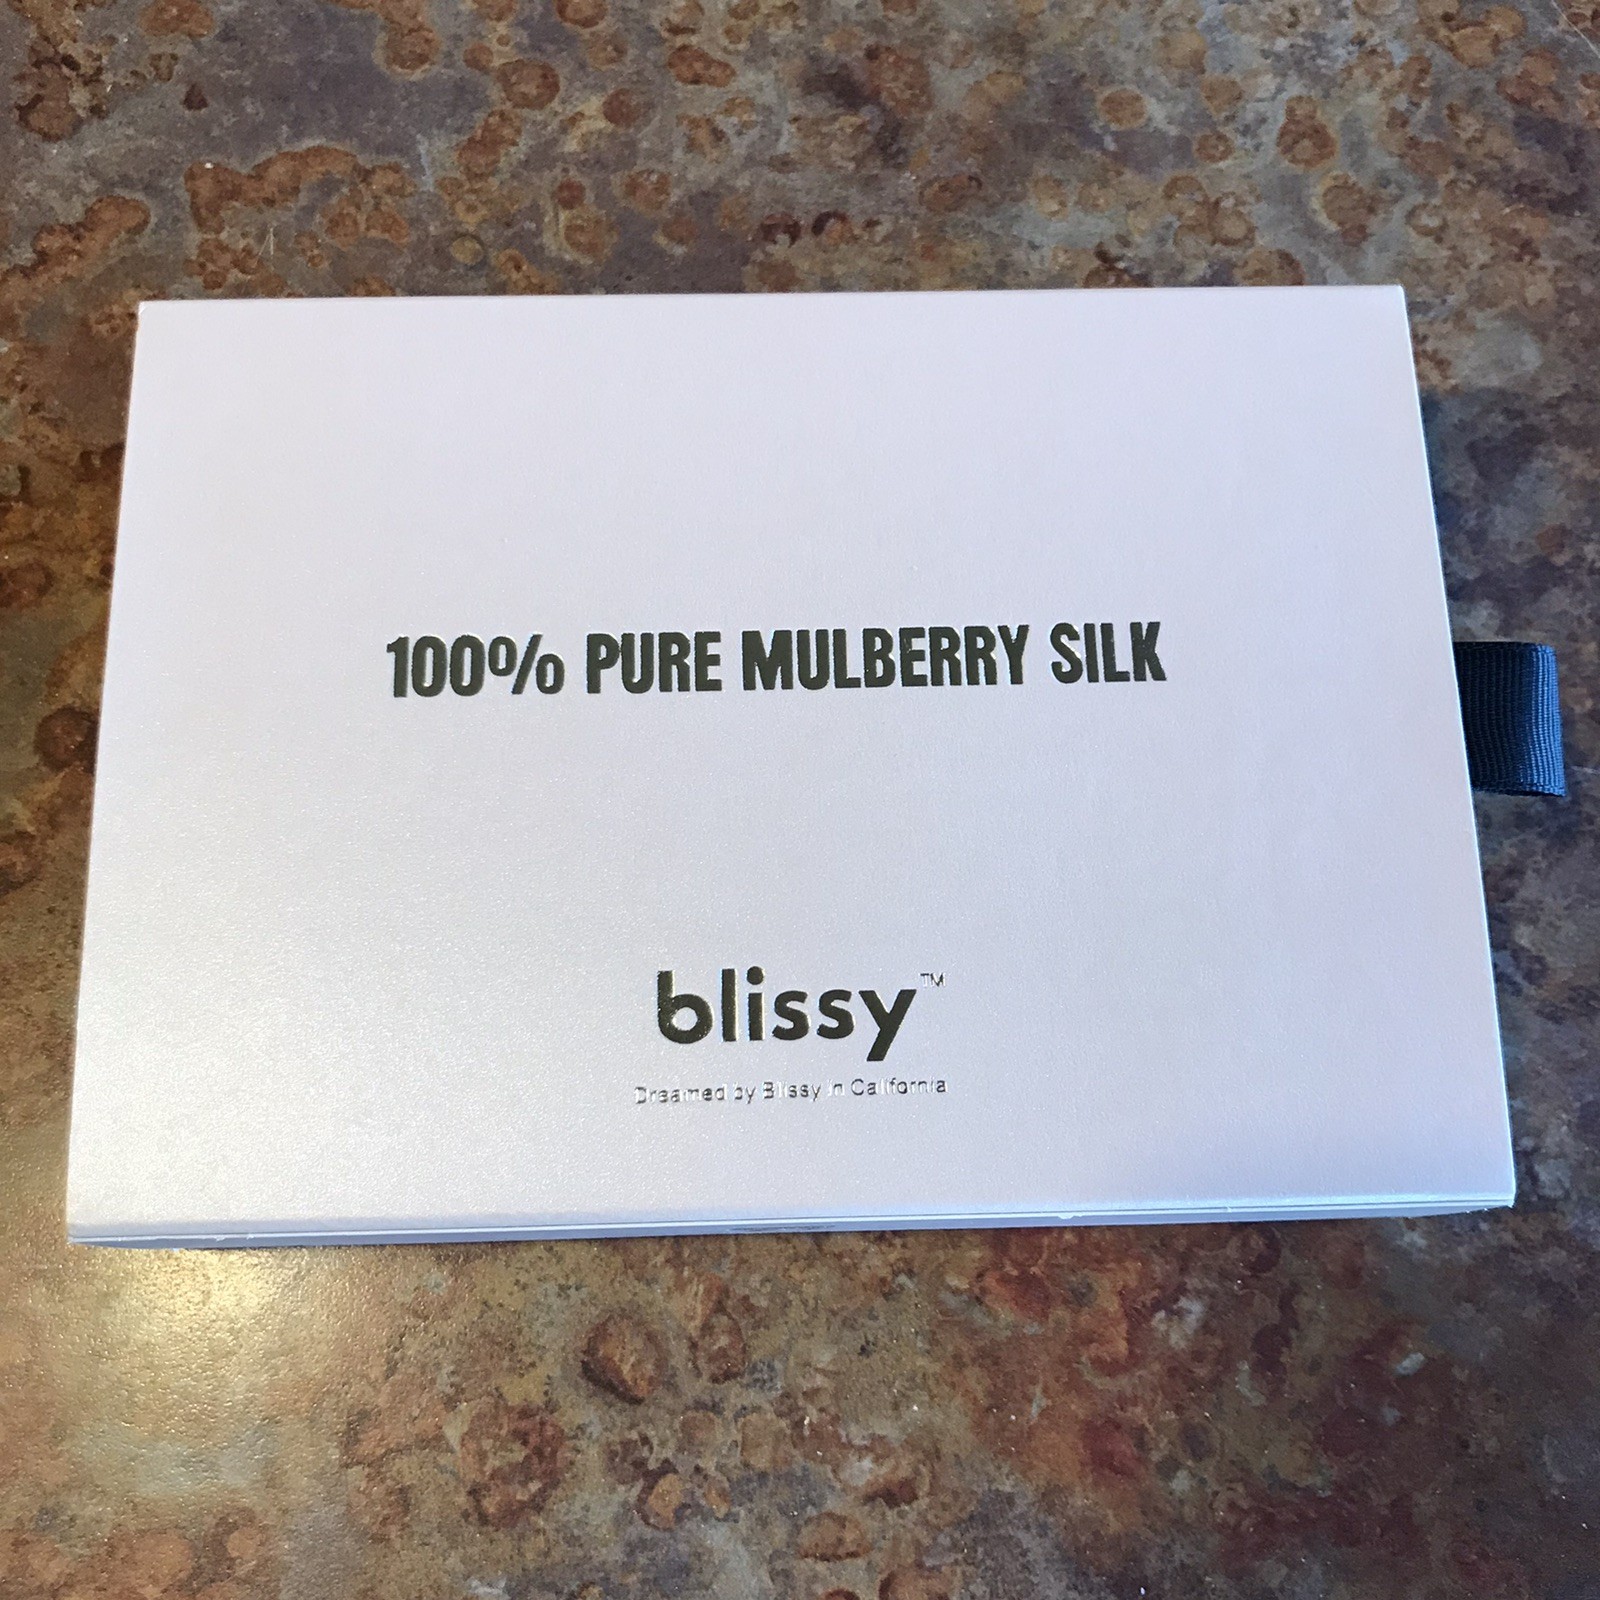 100% PURE MULBERRY SILK
blissy™
Dreamed by Blissy in California